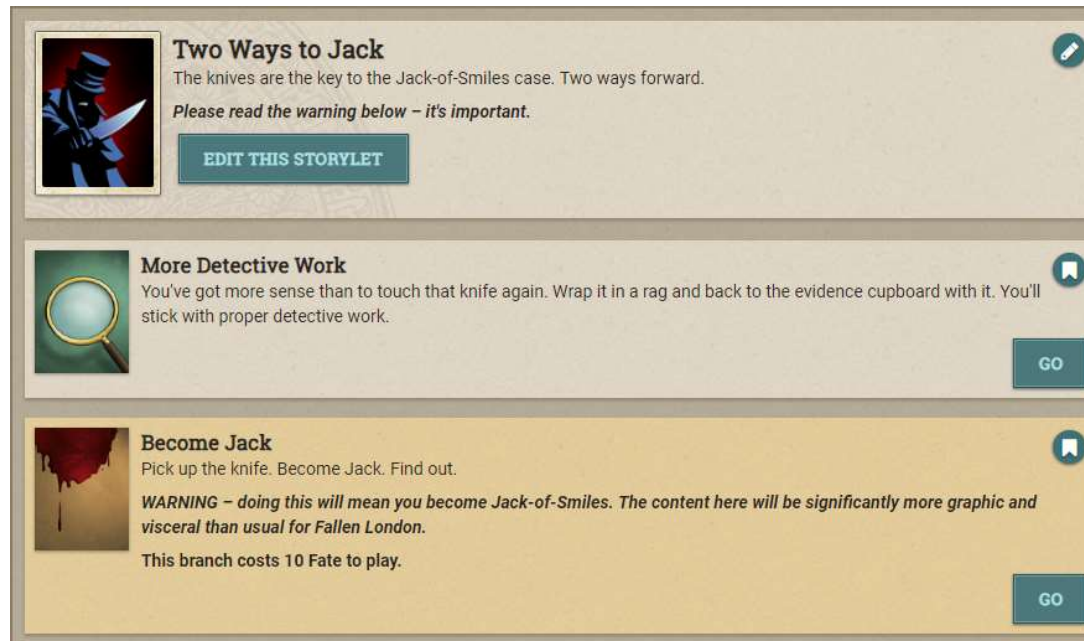 Two Ways to Jack
The knives are the key to the Jack-of-Smiles case. Two ways forward.
Please read the warning below – it's important.
EDIT THIS STORYLET
More Detective Work
You've got more sense than to touch that knife again. Wrap it in a rag and back to the evidence cupboard with it. You'll
stick with proper detective work.
GO
Become Jack
Pick up the knife. Become Jack. Find out.
WARNING – doing this will mean you become Jack-of-Smiles. The content here will be significantly more graphic and
visceral than usual for Fallen London.
This branch costs 10 Fate to play.
GO